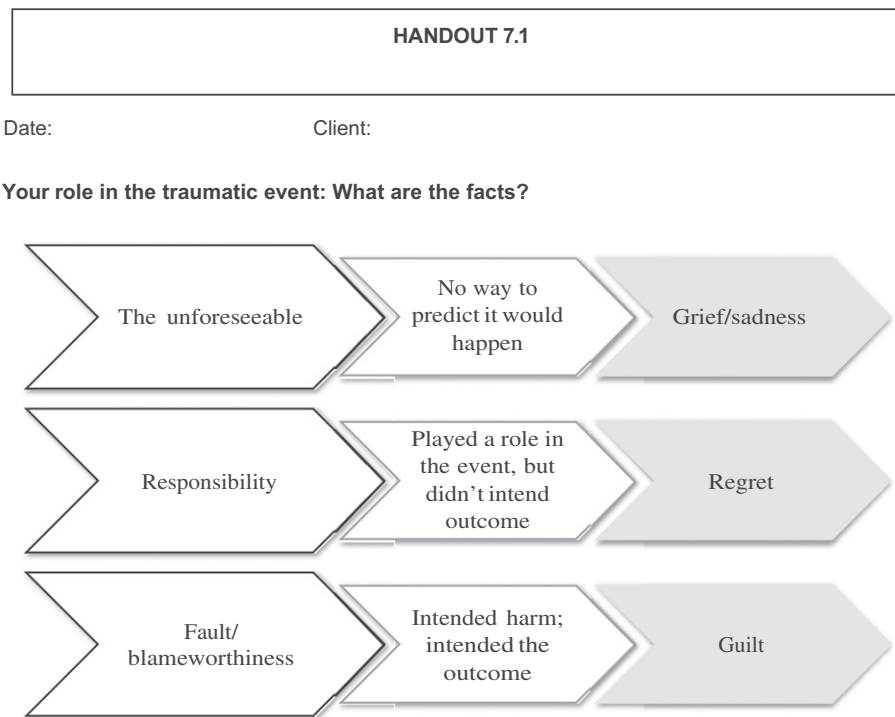 HANDOUT 7.1
Date:
Client:
Your role in the traumatic event: What are the facts?
The unforeseeable
No way to
predict it would
happen
Grief/sadness
Responsibility
Played a role in
the event, but
didn't intend
outcome
Regret
Fault/
blameworthiness
Intended harm;
intended the
outcome
Guilt